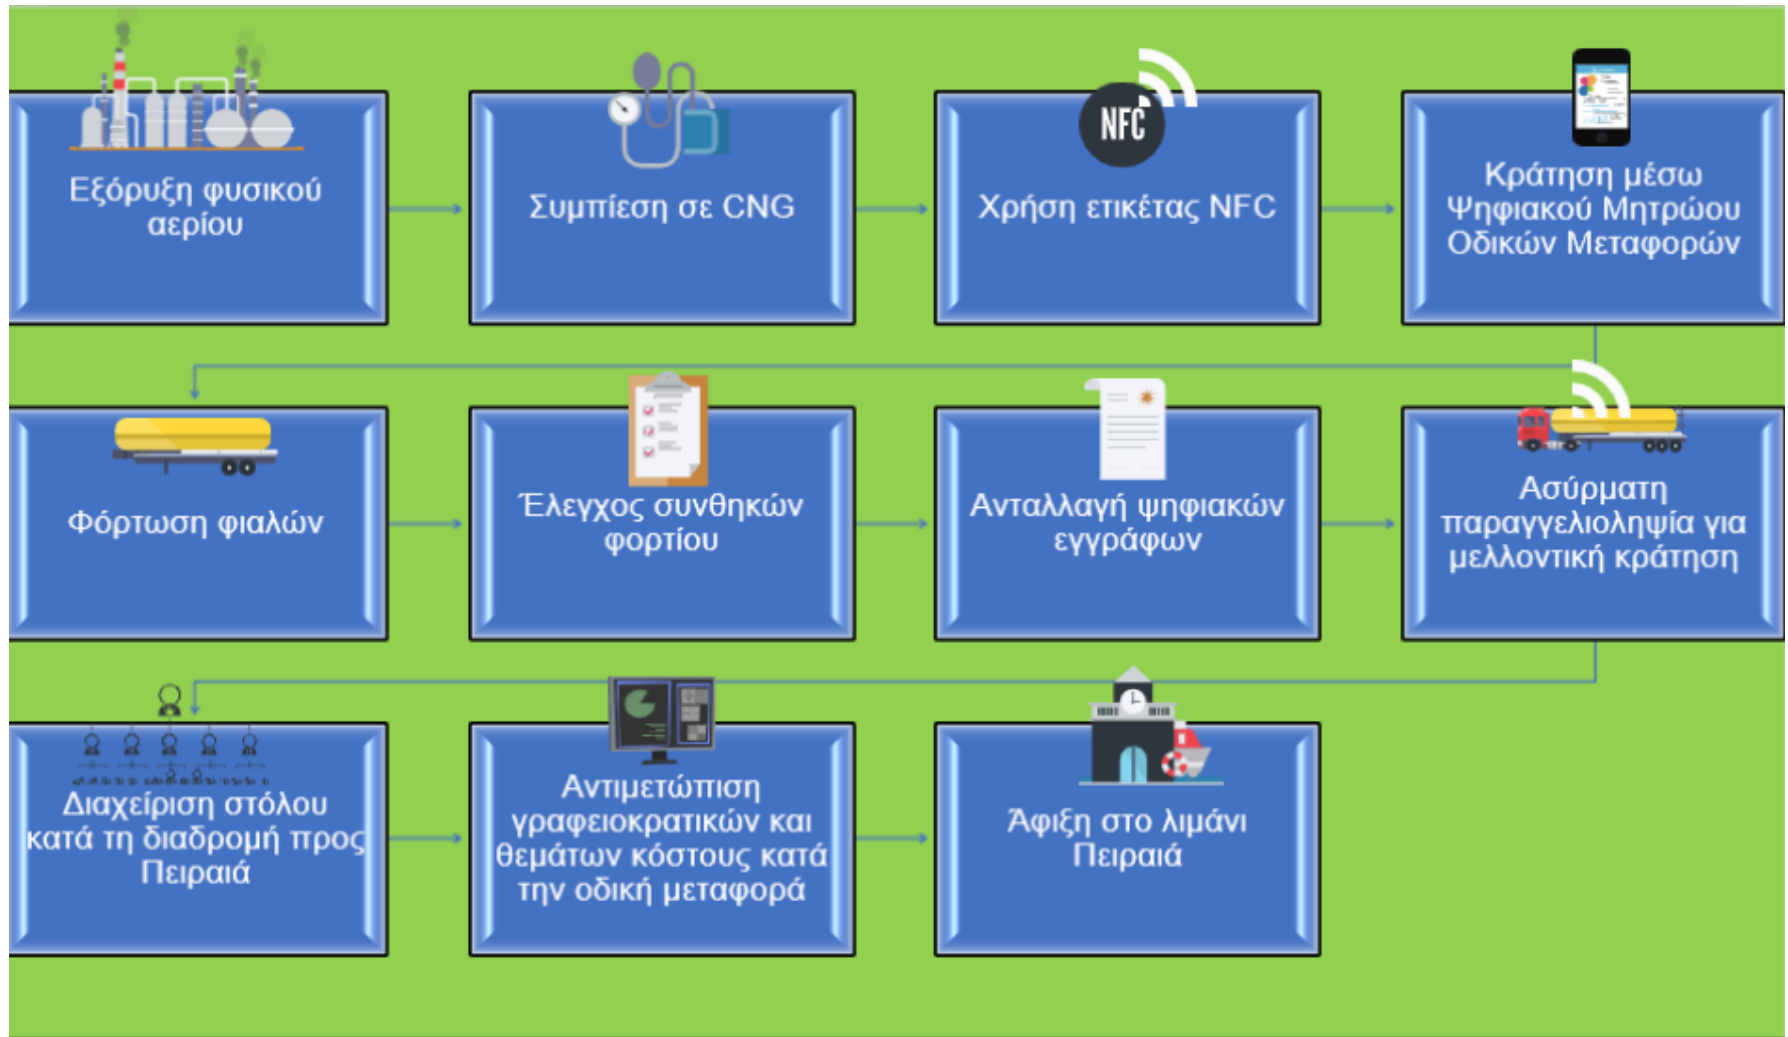 Εξόρυξη φυσικού
αερίου
Συμπίεση σε CNG
NFC
Χρήση ετικέτας NFC
Κράτηση μέσω
Ψηφιακού Μητρώου
Οδικών Μεταφορών
Φόρτωση φιαλών
Έλεγχος συνθηκών
φορτίου
Ανταλλαγή ψηφιακών
εγγράφων
Ασύρματη
παραγγελιοληψία για
μελλοντική κράτηση
Διαχείριση στόλου
κατά τη διαδρομή προς
Πειραιά
Αντιμετώπιση
γραφειοκρατικών και
θεμάτων κόστους κατά
την οδική μεταφορά
Άφιξη στο λιμάνι
Πειραιά